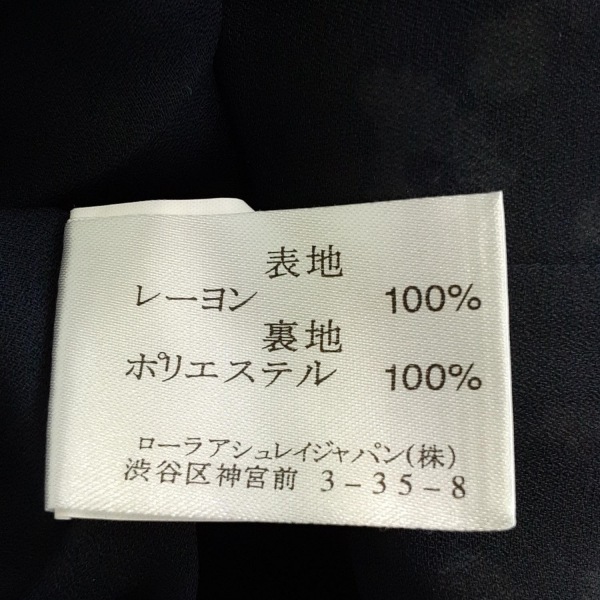 表地
レーヨン 100%
裏地
ポリエステル 100%
ローラアシュレイジャパン(株)
渋谷区神宮前 3-35-8